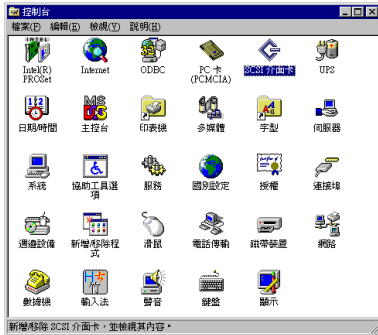 控制台
檔案(F) 編輯(E) 檢視(V) 說明(H)
Intel(R) PROSet
Internet
ODBC
PC 卡 (PCMCIA)
SCSI 介面卡
UPS
日期/時間
主控台
印表機
多媒體
字型
伺服器
系統
協助工具選項
服務
國別設定
授權
連接埠
週邊設備
新增/移除程式
滑鼠
電話傳輸
磁帶裝置
網路
數據機
輸入法
聲音
鍵盤
顯示
新增/移除 SCSI 介面卡，並檢視其內容。